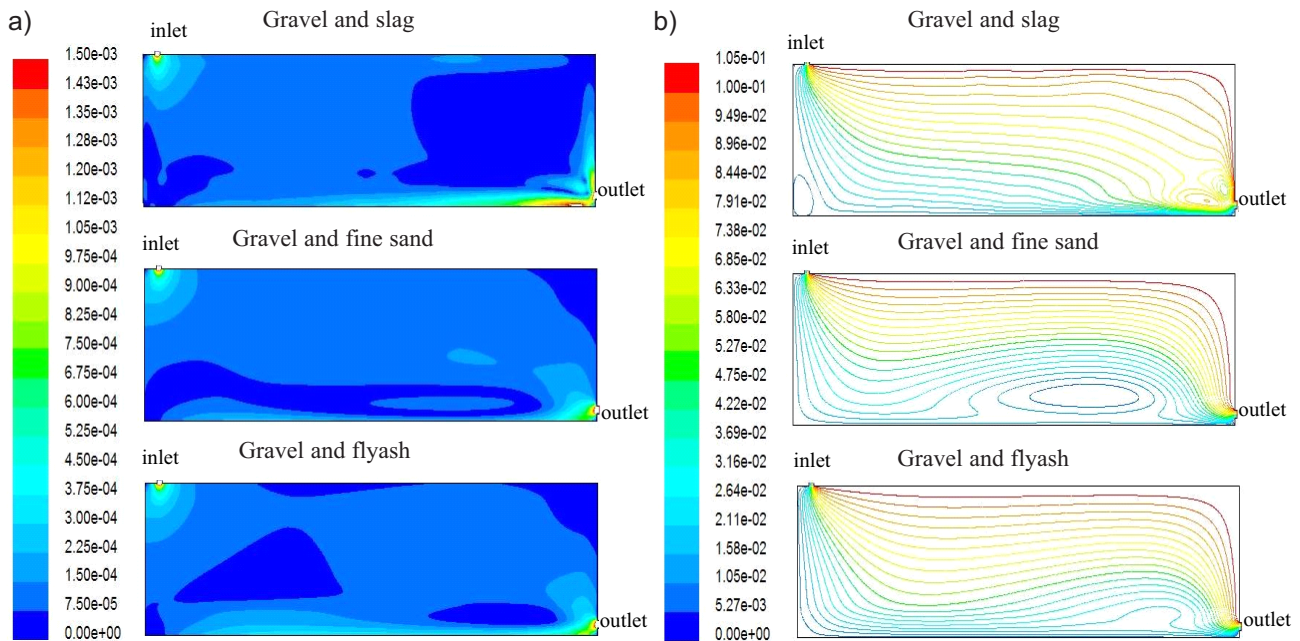 a)
Gravel and slag
inlet
1.50e-03
1.43e-03
1.35e-03
1.28e-03
1.20e-03
1.12e-03
1.05e-03
9.75e-04
9.00e-04
8.25e-04
7.50e-04
6.75e-04
6.00e-04
5.25e-04
4.50e-04
3.75e-04
3.00e-04
2.25e-04
1.50e-04
7.50e-05
0.00e+00
outlet
inlet
Gravel and fine sand
outlet
inlet
Gravel and flyash
outlet
b)
Gravel and slag
inlet
1.05e-01
1.00e-01
9.49e-02
8.96e-02
8.44e-02
7.91e-02
7.38e-02
6.85e-02
6.33e-02
5.80e-02
5.27e-02
4.75e-02
4.22e-02
3.69e-02
3.16e-02
2.64e-02
2.11e-02
1.58e-02
1.05e-02
5.27e-03
0.00e+00
outlet
inlet
Gravel and fine sand
outlet
inlet
Gravel and flyash
outlet